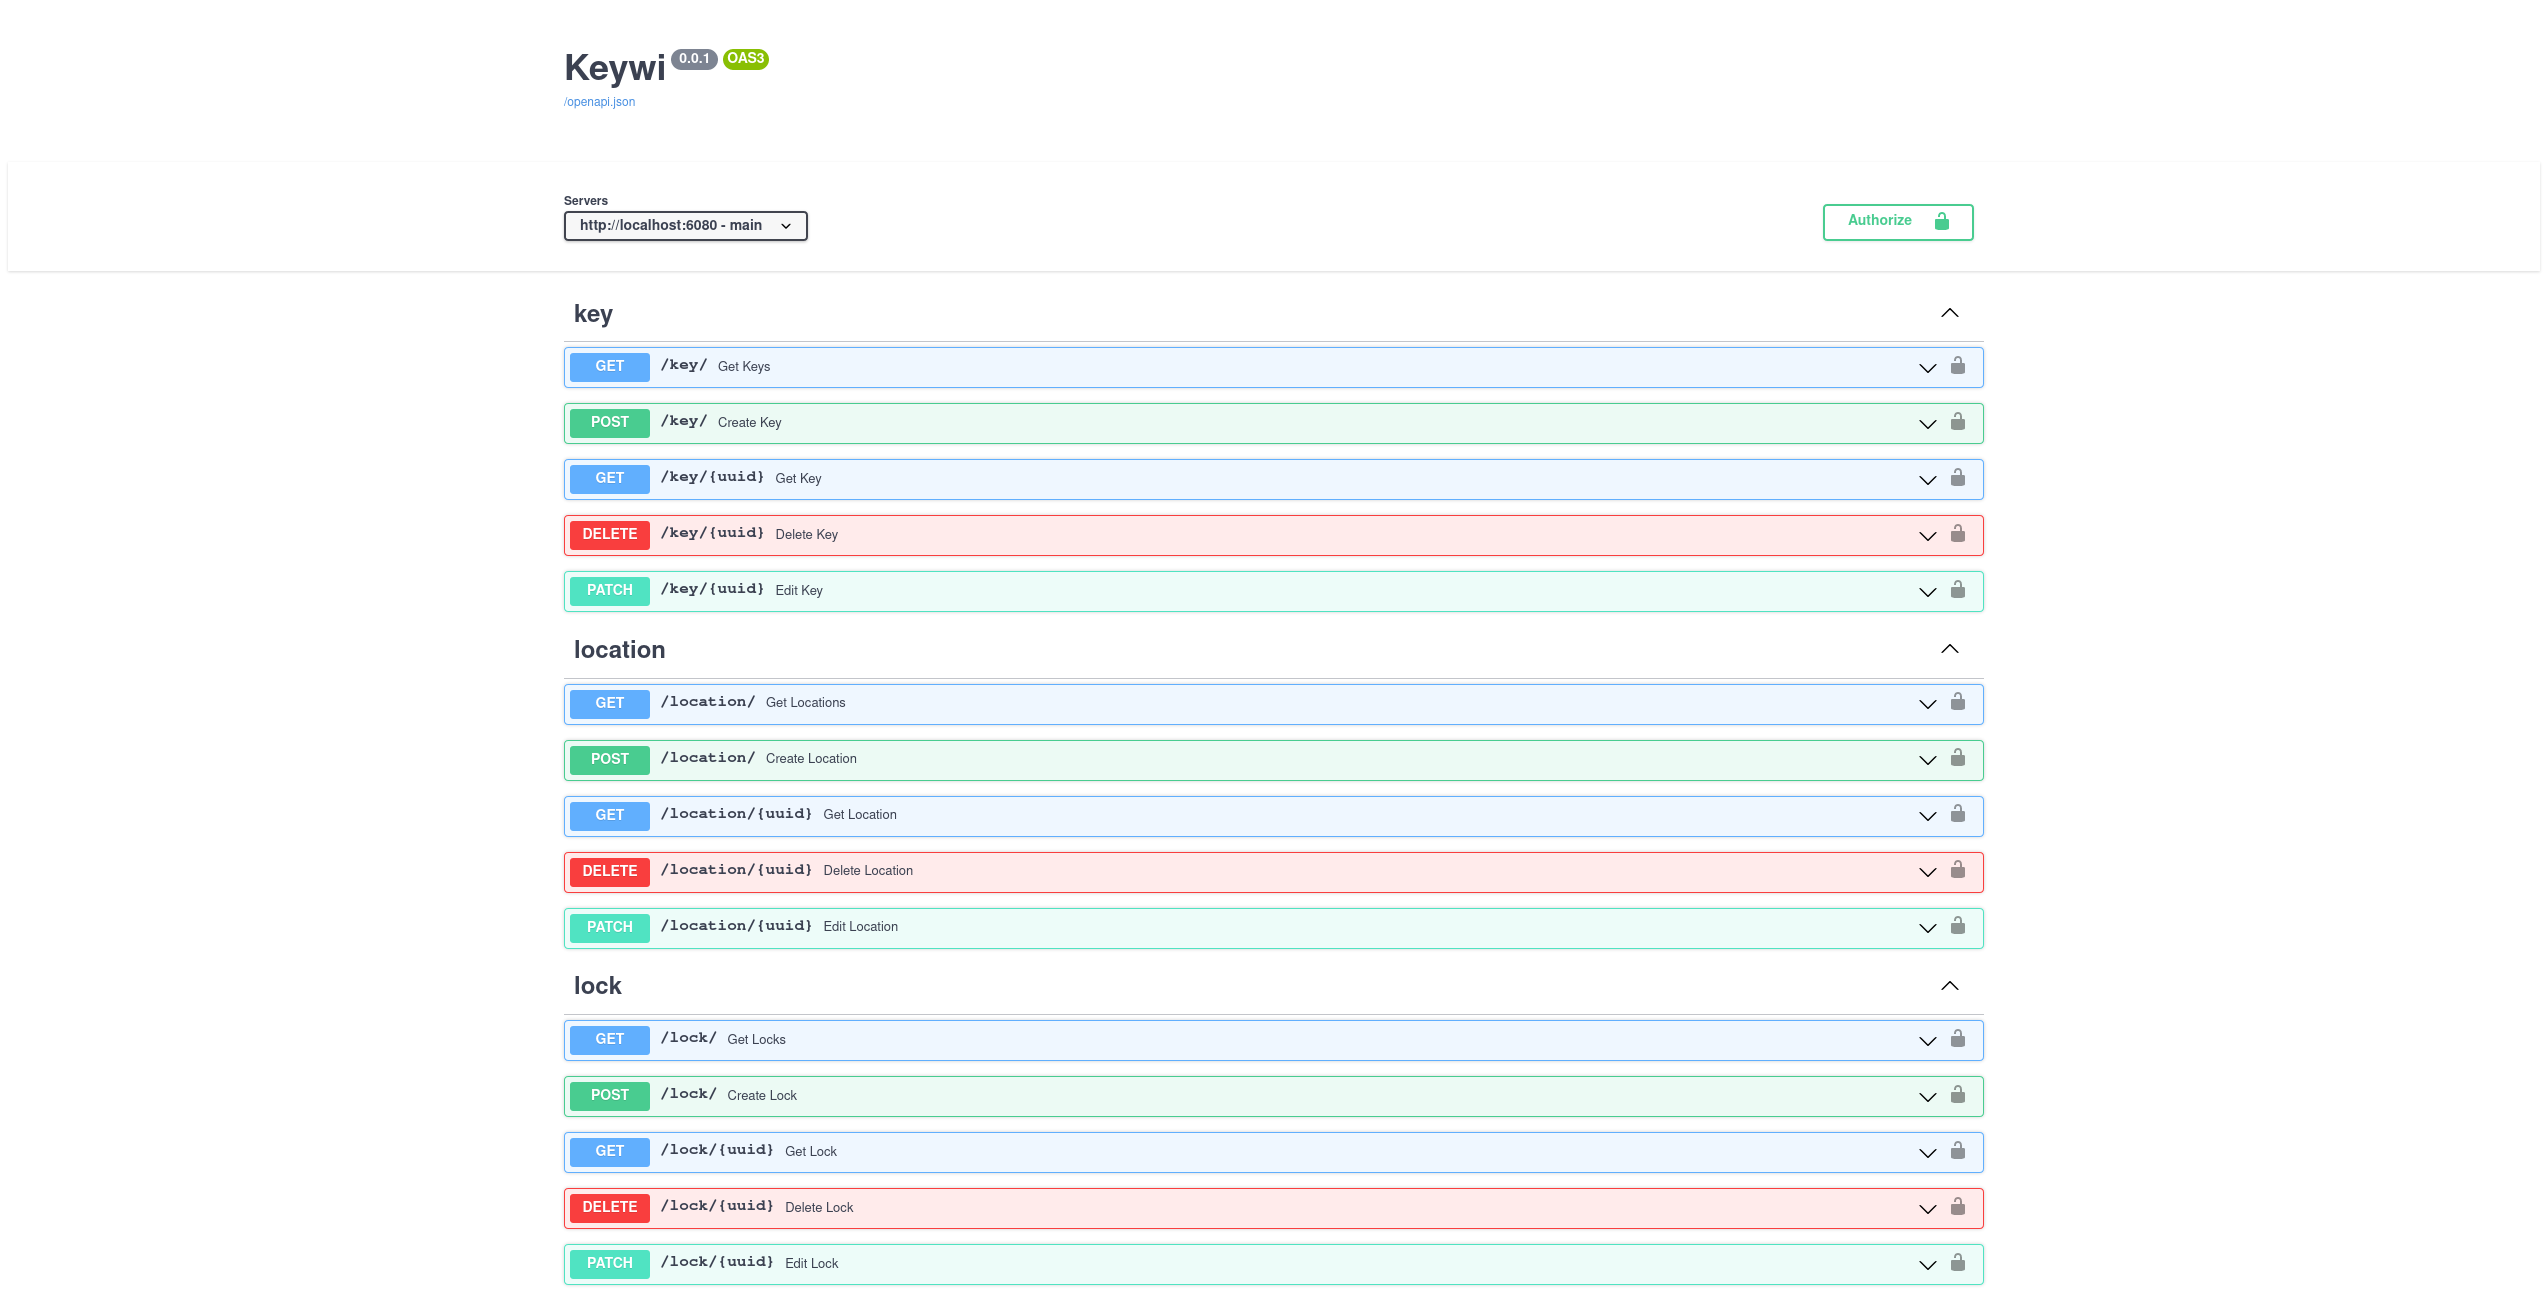 Keywi 0.0.1 OAS3
/openapi.json
Servers
http://localhost:6080 - main
Authorize
key
GET /key/ Get Keys
POST /key/ Create Key
GET /key/{uuid} Get Key
DELETE /key/{uuid} Delete Key
PATCH /key/{uuid} Edit Key
location
GET /location/ Get Locations
POST /location/ Create Location
GET /location/{uuid} Get Location
DELETE /location/{uuid} Delete Location
PATCH /location/{uuid} Edit Location
lock
GET /lock/ Get Locks
POST /lock/ Create Lock
GET /lock/{uuid} Get Lock
DELETE /lock/{uuid} Delete Lock
PATCH /lock/{uuid} Edit Lock